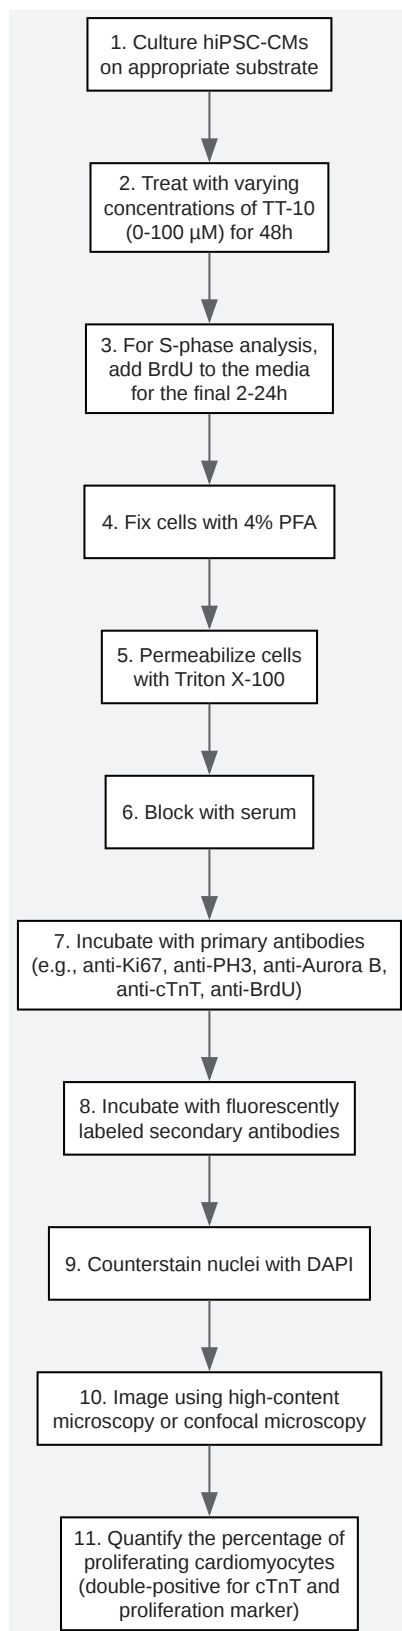 1. Culture hiPSC-CMs
on appropriate substrate
2. Treat with varying
concentrations of TT-10
(0-100 µM) for 48h
3. For S-phase analysis,
add BrdU to the media
for the final 2-24h
4. Fix cells with 4% PFA
5. Permeabilize cells
with Triton X-100
6. Block with serum
7. Incubate with primary antibodies
(e.g., anti-Ki67, anti-PH3, anti-Aurora B,
anti-cTnT, anti-BrdU)
8. Incubate with fluorescently
labeled secondary antibodies
9. Counterstain nuclei with DAPI
10. Image using high-content
microscopy or confocal microscopy
11. Quantify the percentage of
proliferating cardiomyocytes
(double-positive for cTnT and
proliferation marker)